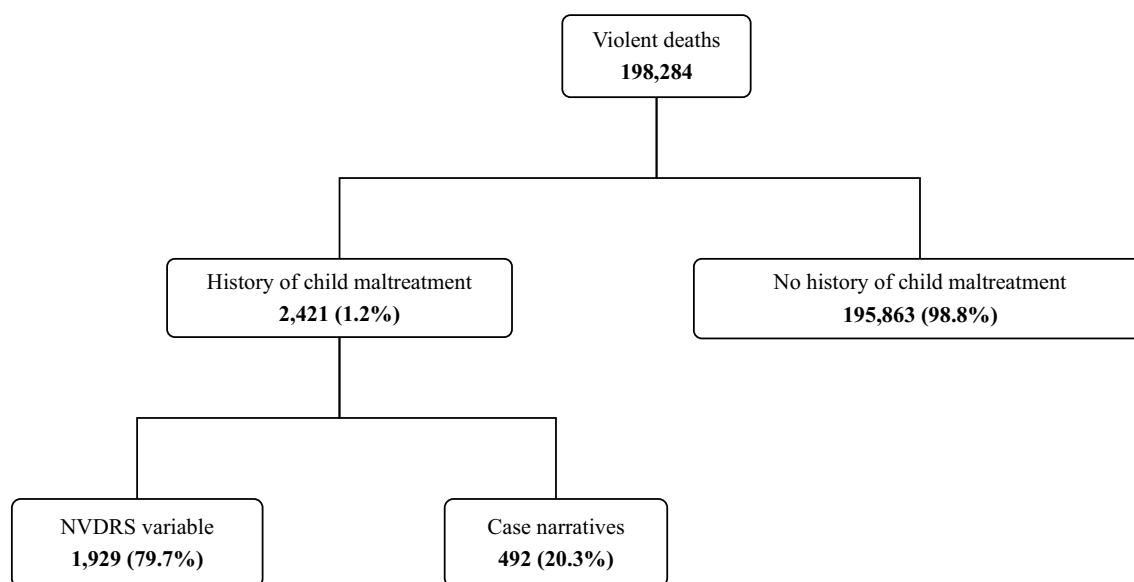 Violent deaths
198,284
History of child maltreatment
2,421 (1.2%)
No history of child maltreatment
195,863 (98.8%)
NVDRS variable
1,929 (79.7%)
Case narratives
492 (20.3%)